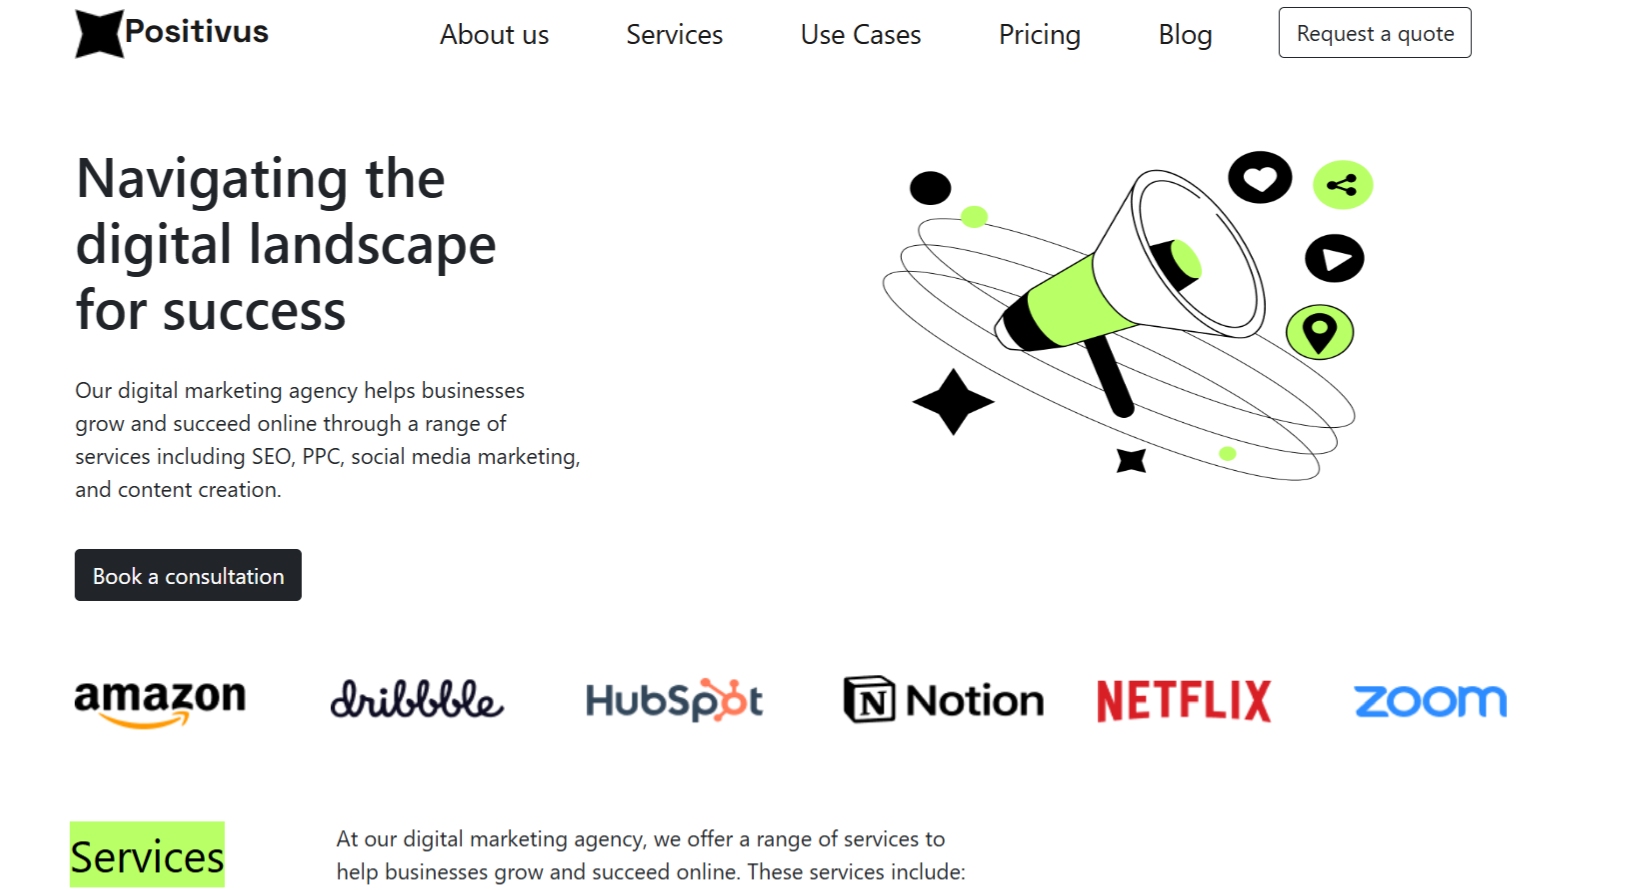 Positivus
About us
Services
Use Cases
Pricing
Blog
Request a quote
Navigating the
digital landscape
for success
Our digital marketing agency helps businesses
grow and succeed online through a range of
services including SEO, PPC, social media marketing,
and content creation.
Book a consultation
amazon
dribbble
HubSpot
N Notion
NETFLIX
zoom
Services
At our digital marketing agency, we offer a range of services to
help businesses grow and succeed online. These services include: